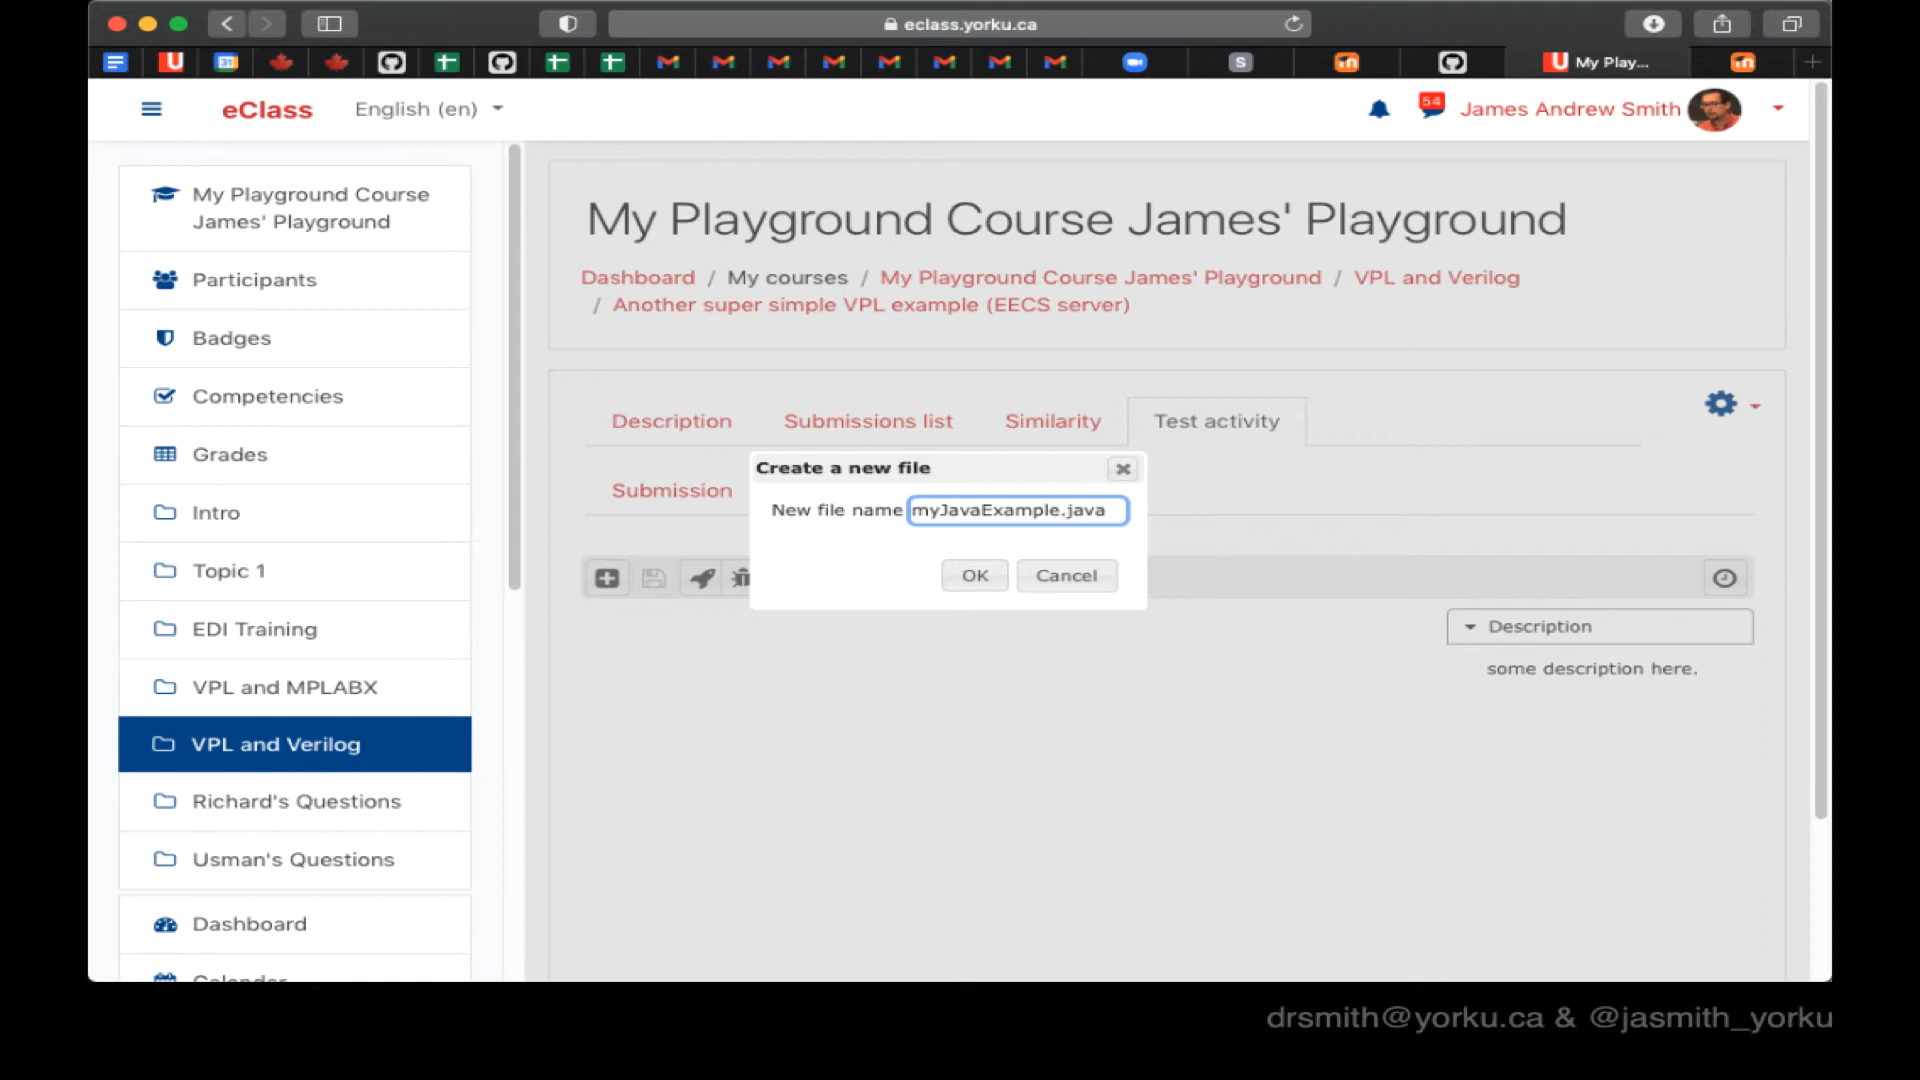 eclass.yorku.ca
My Play...
eClass
English (en)
54
James Andrew Smith
My Playground Course
James' Playground
Participants
Badges
Competencies
Grades
Intro
Topic 1
EDI Training
VPL and MPLABX
VPL and Verilog
Richard's Questions
Usman's Questions
Dashboard
Calendar
My Playground Course James' Playground
Dashboard / My courses / My Playground Course James' Playground / VPL and Verilog
/ Another super simple VPL example (EECS server)
Description
Submissions list
Similarity
Test activity
Submission
Create a new file
New file name myJavaExample.java
OK
Cancel
Description
some description here.
drsmith@yorku.ca & @jasmith_yorku